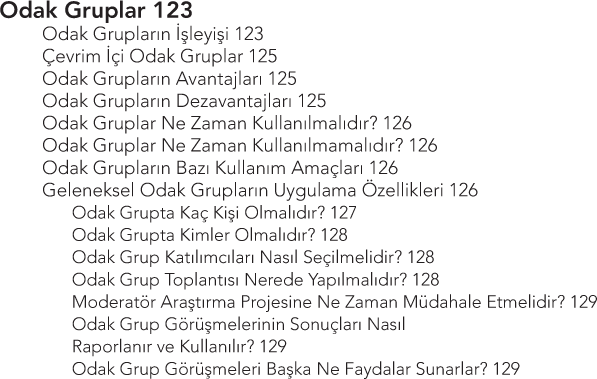 Odak Gruplar 123
Odak Grupların İşleyişi 123
Çevrim İçi Odak Gruplar 125
Odak Grupların Avantajları 125
Odak Grupların Dezavantajları 125
Odak Gruplar Ne Zaman Kullanılmalıdır? 126
Odak Gruplar Ne Zaman Kullanılmamalıdır? 126
Odak Grupların Bazı Kullanım Amaçları 126
Geleneksel Odak Grupların Uygulama Özellikleri 126
Odak Grupta Kaç Kişi Olmalıdır? 127
Odak Grupta Kimler Olmalıdır? 128
Odak Grup Katılımcıları Nasıl Seçilmelidir? 128
Odak Grup Toplantısı Nerede Yapılmalıdır? 128
Moderatör Araştırma Projesine Ne Zaman Müdahale Etmelidir? 129
Odak Grup Görüşmelerinin Sonuçları Nasıl
Raporlanır ve Kullanılır? 129
Odak Grup Görüşmeleri Başka Ne Faydalar Sunarlar? 129